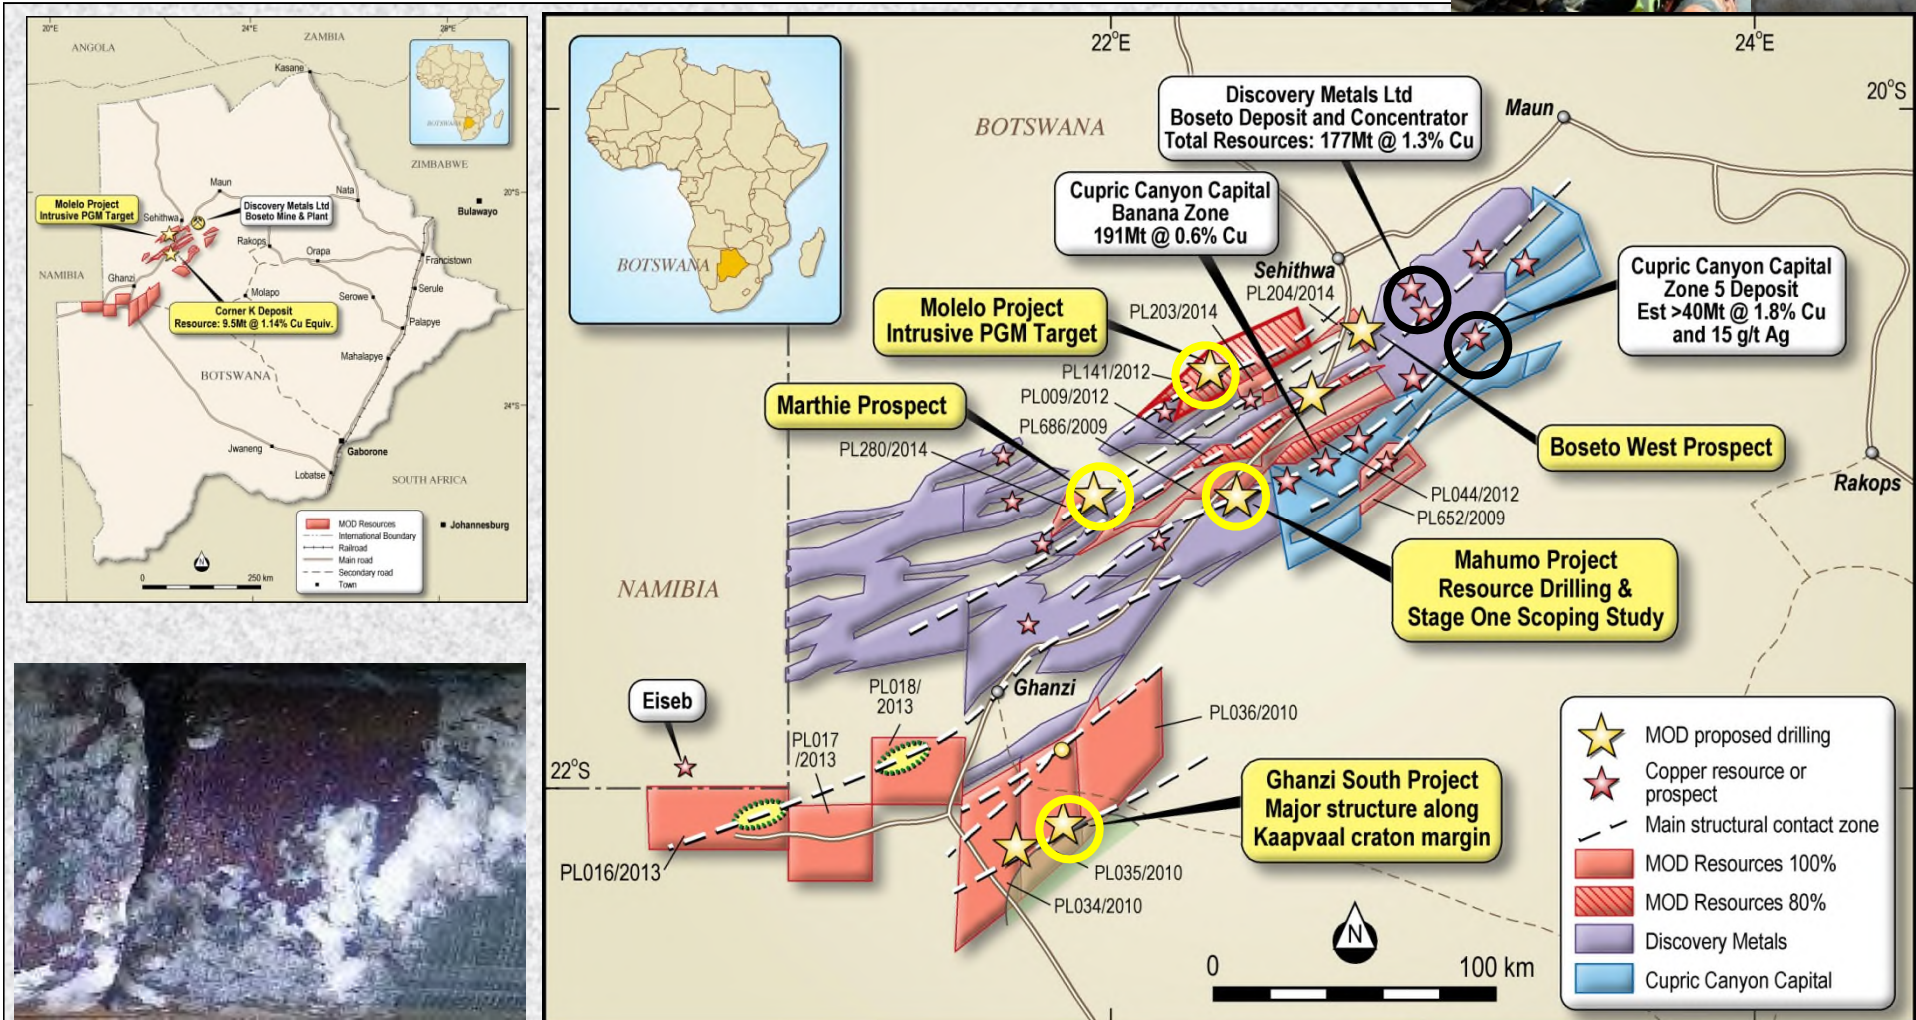 20°E
24°E
28°E
ANGOLA
ZAMBIA
Kasane
BOTSWANA
ZIMBABWE
Maun
Nata
20°S
Molelo Project
Intrusive PGM Target
Sehithwa
Discovery Metals Ltd
Boseto Mine & Plant
Bulawayo
Rakops
Orapa
Francistown
NAMIBIA
Ghanzi
Molapo
Serowe
Serule
Corner K Deposit
Resource: 9.5Mt @ 1.14% Cu Equiv.
Palapye
Mahalapye
BOTSWANA
24°S
Jwaneng
Gaborone
Lobatse
SOUTH AFRICA
Johannesburg
MOD Resources
International Boundary
Railroad
Main road
Secondary road
Town
N
0 250 km
22°E
24°E
20°S
BOTSWANA
BOTSWANA
Discovery Metals Ltd
Boseto Deposit and Concentrator
Total Resources: 177Mt @ 1.3% Cu
Maun
Cupric Canyon Capital
Banana Zone
191Mt @ 0.6% Cu
Sehithwa
PL204/2014
PL203/2014
Cupric Canyon Capital
Zone 5 Deposit
Est >40Mt @ 1.8% Cu
and 15 g/t Ag
Molelo Project
Intrusive PGM Target
PL141/2012
PL009/2012
PL686/2009
Marthie Prospect
PL280/2014
Boseto West Prospect
Rakops
PL044/2012
PL652/2009
Mahumo Project
Resource Drilling &
Stage One Scoping Study
NAMIBIA
Ghanzi
Eiseb
PL018/
2013
PL017
/2013
PL036/2010
22°S
Ghanzi South Project
Major structure along
Kaapvaal craton margin
PL016/2013
PL035/2010
PL034/2010
N
0 100 km
MOD proposed drilling
Copper resource or
prospect
Main structural contact zone
MOD Resources 100%
MOD Resources 80%
Discovery Metals
Cupric Canyon Capital